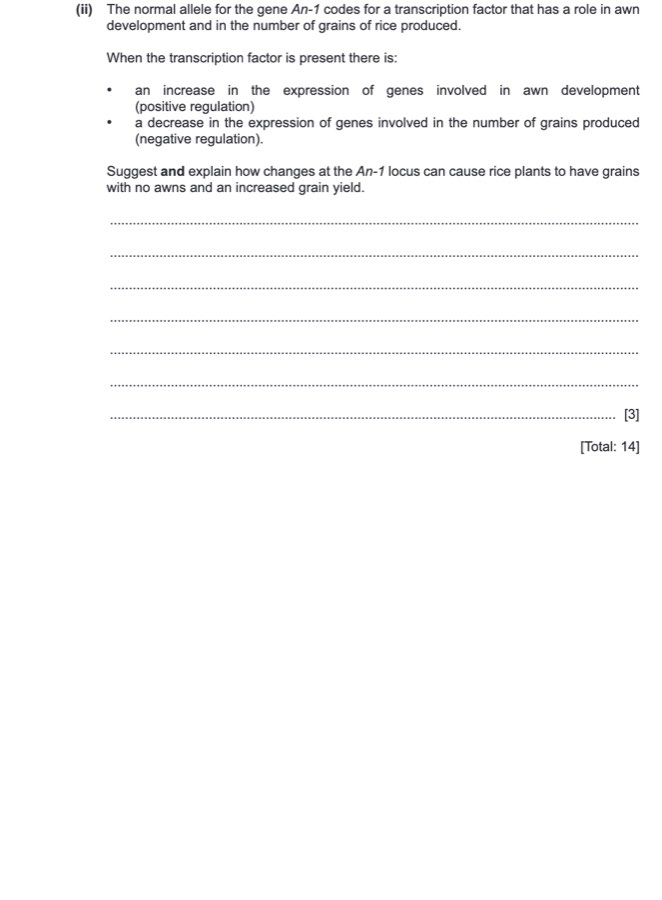 (ii) The normal allele for the gene An-1 codes for a transcription factor that has a role in awn
development and in the number of grains of rice produced.
When the transcription factor is present there is:
• an increase in the expression of genes involved in awn development
(positive regulation)
• a decrease in the expression of genes involved in the number of grains produced
(negative regulation).
Suggest and explain how changes at the An-1 locus can cause rice plants to have grains
with no awns and an increased grain yield.
[3]
[Total: 14]